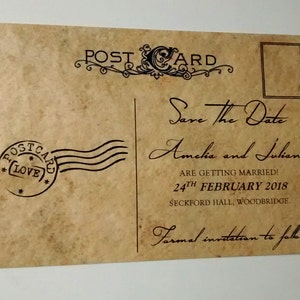 POST CARD
POSTCARD
LOVE
Save the Date
Amelia and Julian
ARE GETTING MARRIED!
24TH FEBRUARY 2018
SECKFORD HALL, WOODBRIDGE.
Formal invitation to follo